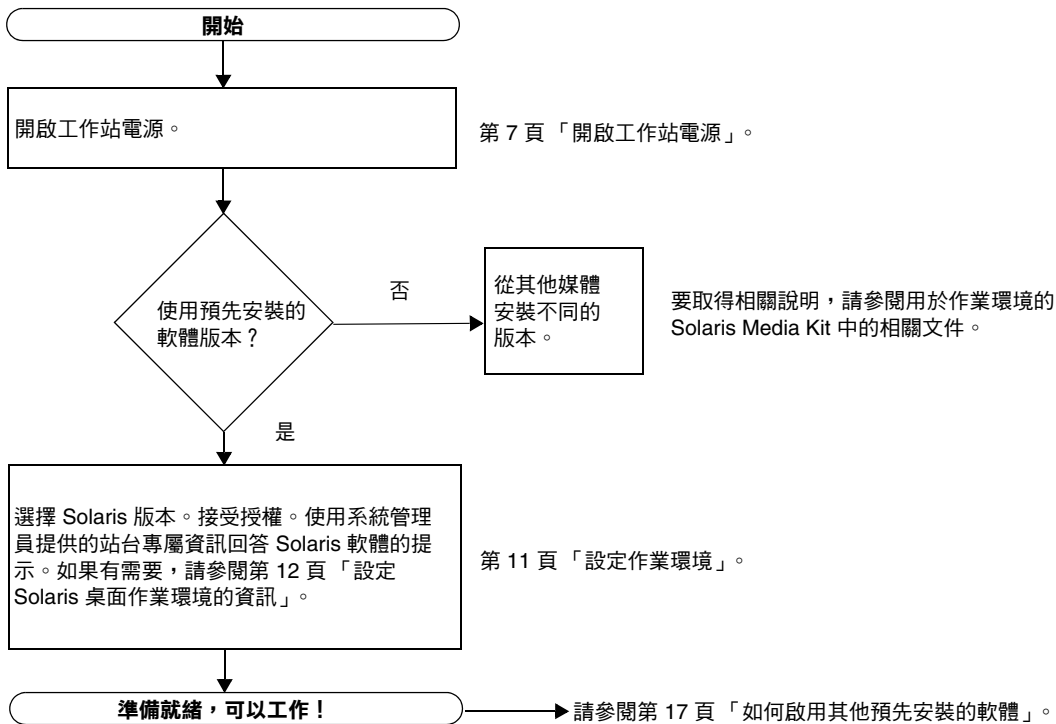 開始
開啟工作站電源。
第 7 頁「開啟工作站電源」。
使用預先安裝的
軟體版本？
否
從其他媒體
安裝不同的
版本。
要取得相關說明，請參閱用於作業環境的
Solaris Media Kit 中的相關文件。
是
選擇 Solaris 版本。接受授權。使用系統管理
員提供的站台專屬資訊回答 Solaris 軟體的提
示。如果有需要，請參閱第 12 頁「設定
Solaris 桌面作業環境的資訊」。
第 11 頁「設定作業環境」。
準備就緒，可以工作！
請參閱第 17 頁「如何啟用其他預先安裝的軟體」。